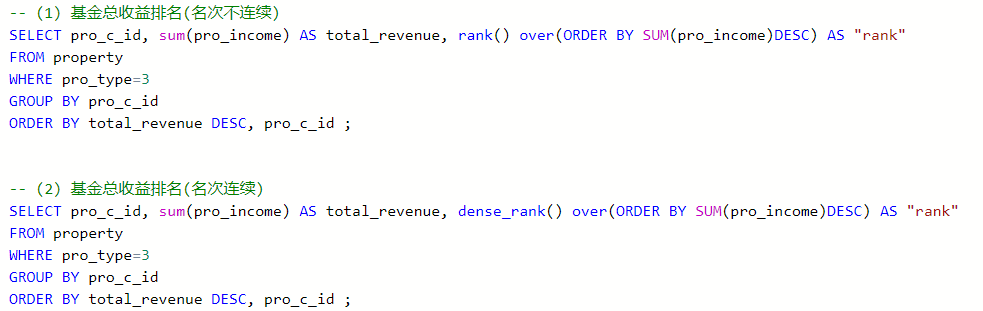 -- (1) 基金总收益排名(名次不连续)
SELECT pro_c_id, sum(pro_income) AS total_revenue, rank() over(ORDER BY SUM(pro_income)DESC) AS "rank"
FROM property
WHERE pro_type=3
GROUP BY pro_c_id
ORDER BY total_revenue DESC, pro_c_id ;
-- (2) 基金总收益排名(名次连续)
SELECT pro_c_id, sum(pro_income) AS total_revenue, dense_rank() over(ORDER BY SUM(pro_income)DESC) AS "rank"
FROM property
WHERE pro_type=3
GROUP BY pro_c_id
ORDER BY total_revenue DESC, pro_c_id ;